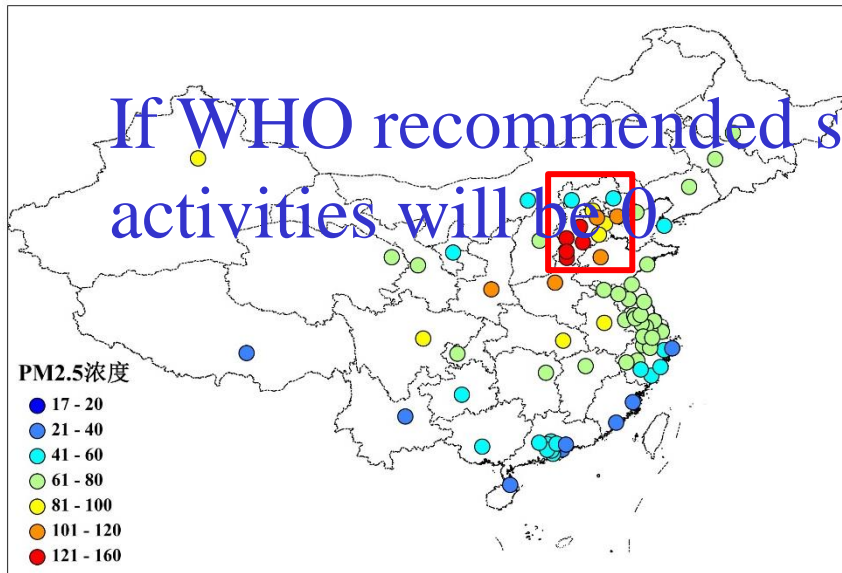 If WHO recommended s
activities will be 0
PM2.5浓度
17 - 20
21 - 40
41 - 60
61 - 80
81 - 100
101 - 120
121 - 160